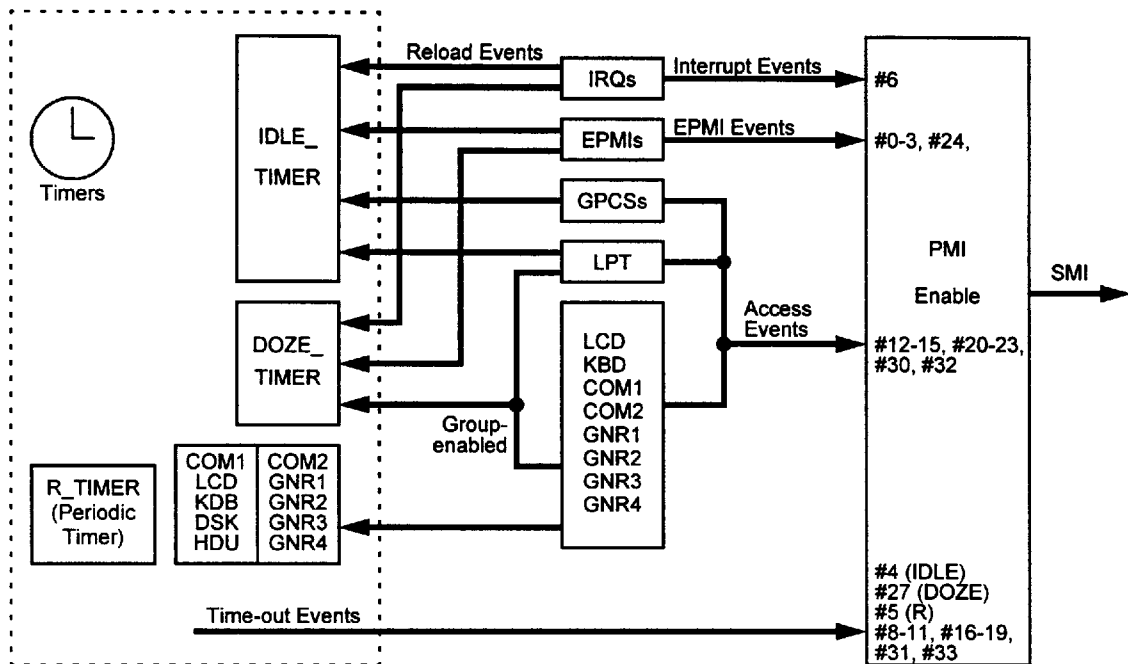 Reload Events
IRQs
Interrupt Events
#6
IDLE_
TIMER
EPMIs
EPMI Events
#0-3, #24,
Timers
GPCSs
LPT
PMI
Enable
SMI
DOZE_
TIMER
LCD
KBD
COM1
COM2
GNR1
GNR2
GNR3
GNR4
Access
Events
#12-15, #20-23,
#30, #32
Group-
enabled
R_TIMER
(Periodic
Timer)
COM1
LCD
KDB
DSK
HDU
COM2
GNR1
GNR2
GNR3
GNR4
Time-out Events
#4 (IDLE)
#27 (DOZE)
#5 (R)
#8-11, #16-19,
#31, #33